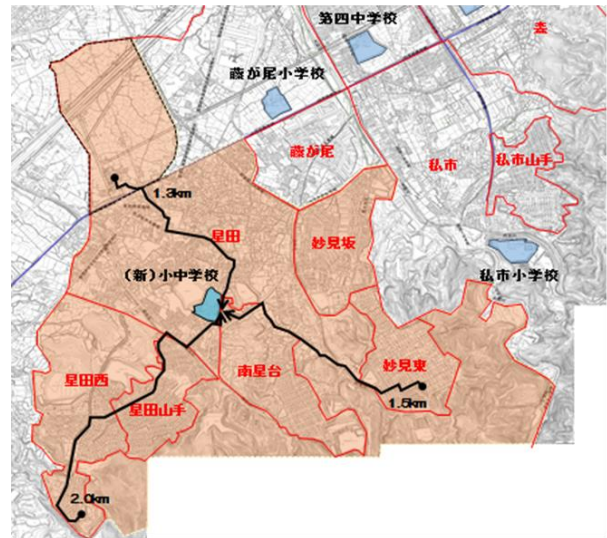 第四中学校
森
葭が尾小学校
葭が尾
私市
私市山手
1.3km
星田
妙見坂
(新)小中学校
私市小学校
妙見東
南星台
星田西
星田山手
1.5km
2.0km